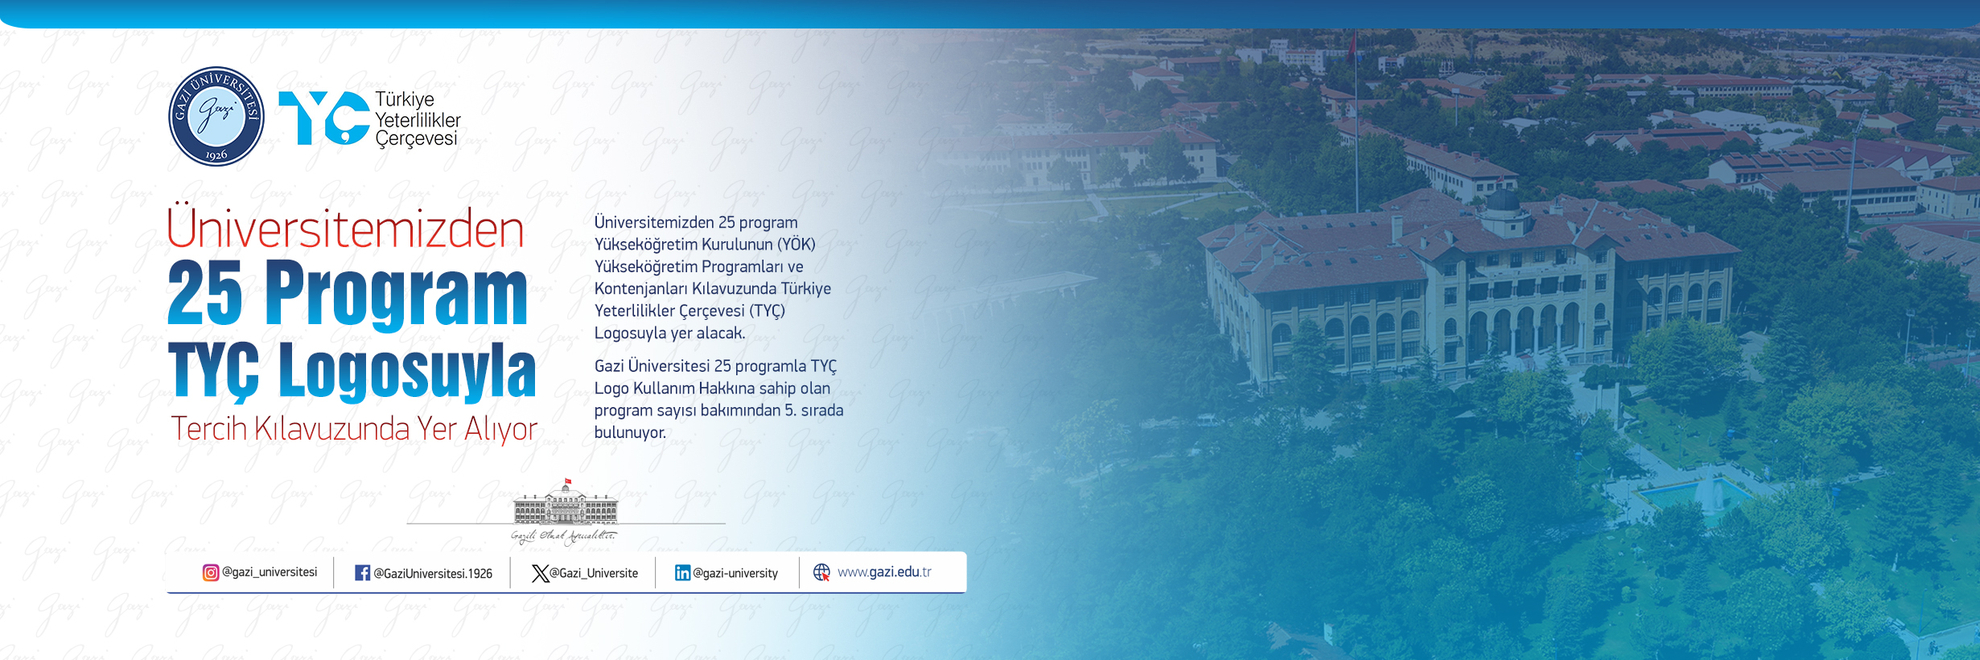 GAZİ ÜNİVERSİTESİ
Gazi
1926
TYÇ
Türkiye
Yeterlilikler
Çerçevesi
Üniversitemizden
25 Program
TYÇ Logosuyla
Tercih Kılavuzunda Yer Alıyor
Üniversitemizden 25 program
Yükseköğretim Kurulunun (YÖK)
Yükseköğretim Programları ve
Kontenjanları Kılavuzunda Türkiye
Yeterlilikler Çerçevesi (TYÇ)
Logosuyla yer alacak.
Gazi Üniversitesi 25 programla TYÇ
Logo Kullanım Hakkına sahip olan
program sayısı bakımından 5. sırada
bulunuyor.
Gazili Olmak Ayrıcalıktır.
@gazi_universitesi
@GaziUniversitesi.1926
@Gazi_Universite
@gazi-university
www.gazi.edu.tr